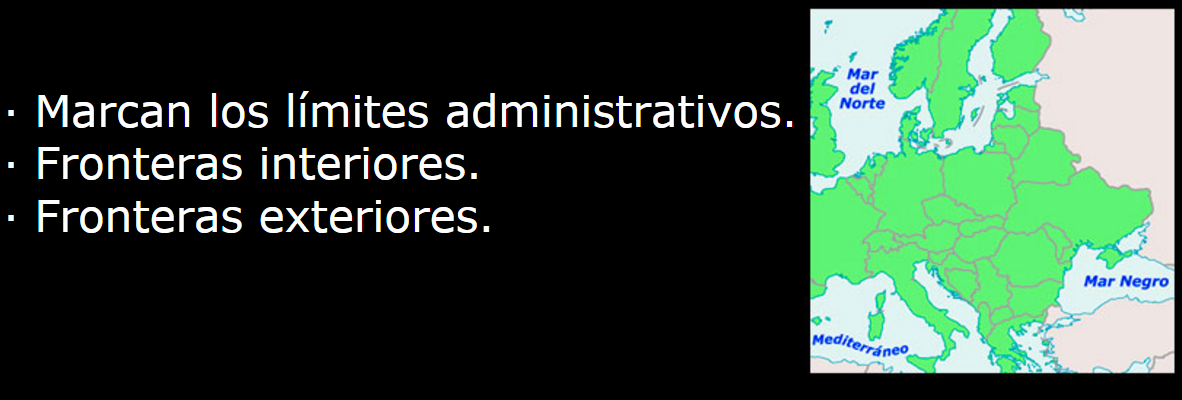 · Marcan los límites administrativos.
· Fronteras interiores.
· Fronteras exteriores.
Mar
del
Norte
Mar Negro
Mediterráneo